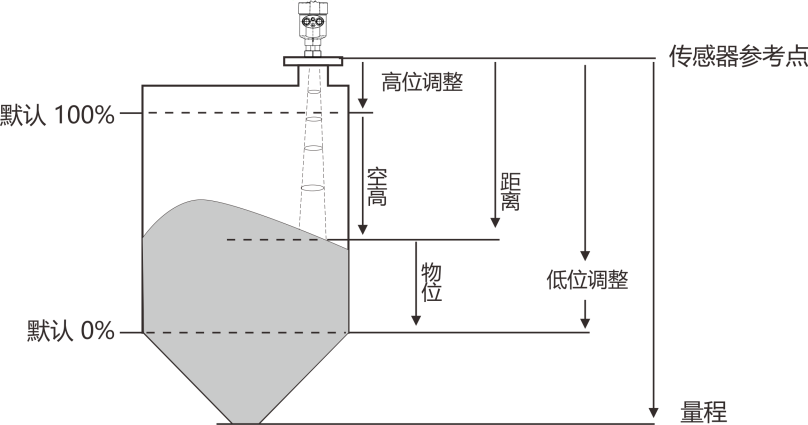 传感器参考点
高位调整
默认 100%
空高
距离
物位
低位调整
默认 0%
量程